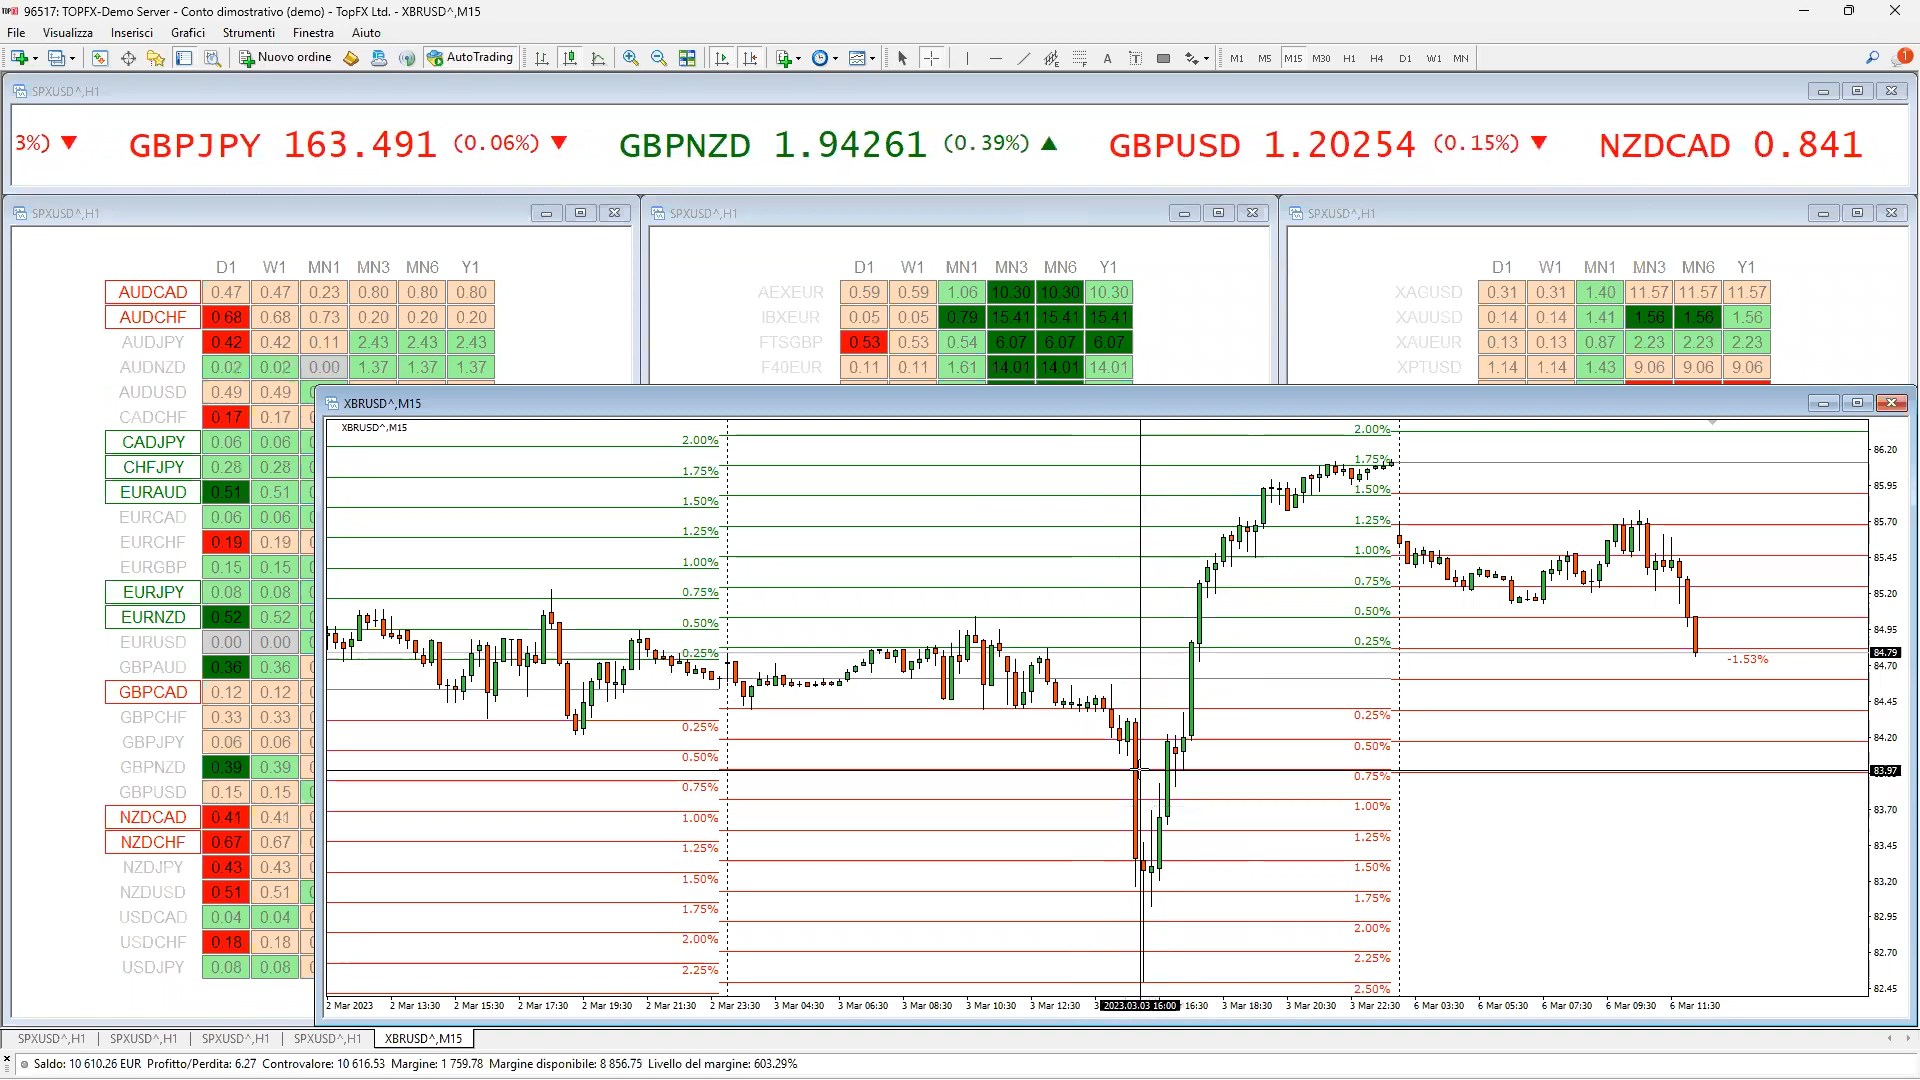 96517: TOPFX-Demo Server - Conto dimostrativo (demo) - TopFX Ltd. - XBRUSD^,M15
File Visualizza Inserisci Grafici Strumenti Finestra Aiuto
Nuovo ordine AutoTrading A T M1 M5 M15 M30 H1 H4 D1 W1 MN 1
SPXUSD^,H1
3%) ▼ GBPJPY 163.491 (0.06%) ▼ GBPNZD 1.94261 (0.39%) ▲ GBPUSD 1.20254 (0.15%) ▼ NZDCAD 0.841
SPXUSD^,H1
D1 W1 MN1 MN3 MN6 Y1
AUDCAD 0.47 0.47 0.23 0.80 0.80 0.80
AUDCHF 0.68 0.68 0.73 0.20 0.20 0.20
AUDJPY 0.42 0.42 0.11 2.43 2.43 2.43
AUDNZD 0.02 0.02 0.00 1.37 1.37 1.37
AUDUSD 0.49 0.49
CADCHF 0.17 0.17
CADJPY 0.06 0.06
CHFJPY 0.28 0.28
EURAUD 0.51 0.51
EURCAD 0.06 0.06
EURCHF 0.19 0.19
EURGBP 0.15 0.15
EURJPY 0.08 0.08
EURNZD 0.52 0.52
EURUSD 0.00 0.00
GBPAUD 0.36 0.36
GBPCAD 0.12 0.12
GBPCHF 0.33 0.33
GBPJPY 0.06 0.06
GBPNZD 0.39 0.39
GBPUSD 0.15 0.15
NZDCAD 0.41 0.41
NZDCHF 0.67 0.67
NZDJPY 0.43 0.43
NZDUSD 0.51 0.51
USDCAD 0.04 0.04
USDCHF 0.18 0.18
USDJPY 0.08 0.08
SPXUSD^,H1
D1 W1 MN1 MN3 MN6 Y1
AEXEUR 0.59 0.59 1.06 10.30 10.30 10.30
IBXEUR 0.05 0.05 0.79 15.41 15.41 15.41
FTSGBP 0.53 0.53 0.54 6.07 6.07 6.07
F40EUR 0.11 0.11 1.61 14.01 14.01 14.01
SPXUSD^,H1
D1 W1 MN1 MN3 MN6 Y1
XAGUSD 0.31 0.31 1.40 11.57 11.57 11.57
XAUUSD 0.14 0.14 1.41 1.56 1.56 1.56
XAUEUR 0.13 0.13 0.87 2.23 2.23 2.23
XPTUSD 1.14 1.14 1.43 9.06 9.06 9.06
XBRUSD^,M15
XBRUSD^,M15
2.00%
1.75%
1.50%
1.25%
1.00%
0.75%
0.50%
0.25%
0.25%
0.50%
0.75%
1.00%
1.25%
1.50%
1.75%
2.00%
2.25%
2.00%
1.75%
1.50%
1.25%
1.00%
0.75%
0.50%
0.25%
0.25%
0.50%
0.75%
1.00%
1.25%
1.50%
1.75%
2.00%
2.25%
2.50%
-1.53%
86.20
85.95
85.70
85.45
85.20
84.95
84.79
84.70
84.45
84.20
83.97
83.70
83.45
83.20
82.95
82.70
82.45
2 Mar 2023 2 Mar 13:30 2 Mar 15:30 2 Mar 17:30 2 Mar 19:30 2 Mar 21:30 2 Mar 23:30 3 Mar 04:30 3 Mar 06:30 3 Mar 08:30 3 Mar 10:30 3 Mar 12:30 3 2023.03.03 16:00 16:30 3 Mar 18:30 3 Mar 20:30 3 Mar 22:30 6 Mar 03:30 6 Mar 05:30 6 Mar 07:30 6 Mar 09:30 6 Mar 11:30
SPXUSD^,H1 SPXUSD^,H1 SPXUSD^,H1 SPXUSD^,H1 XBRUSD^,M15
Saldo: 10 610.26 EUR Profitto/Perdita: 6.27 Controvalore: 10 616.53 Margine: 1 759.78 Margine disponibile: 8 856.75 Livello del margine: 603.29%